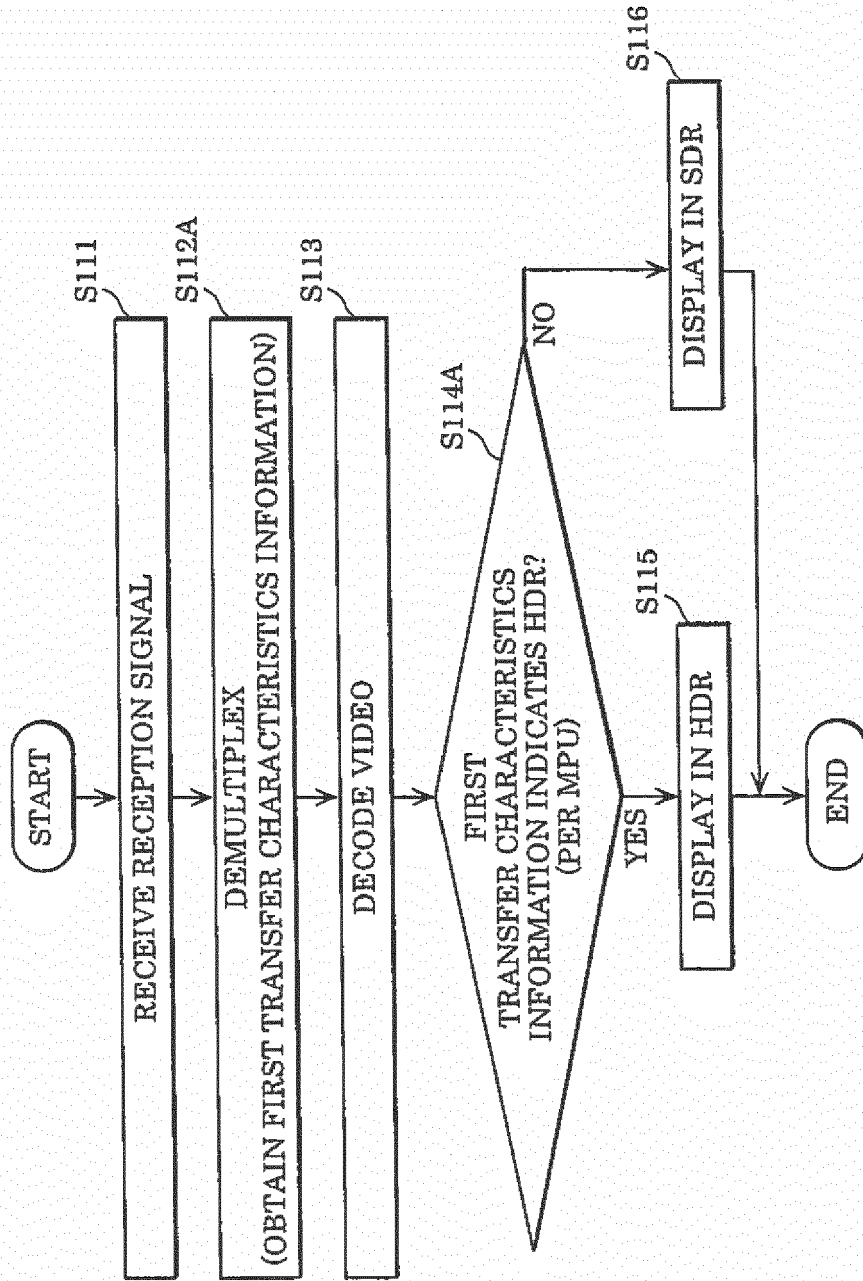 START
S111
RECEIVE RECEPTION SIGNAL
S112A
DEMULTIPLEX
(OBTAIN FIRST TRANSFER CHARACTERISTICS INFORMATION)
S113
DECODE VIDEO
S114A
FIRST
TRANSFER CHARACTERISTICS
INFORMATION INDICATES HDR?
(PER MPU)
NO
YES
S115
DISPLAY IN HDR
S116
DISPLAY IN SDR
END